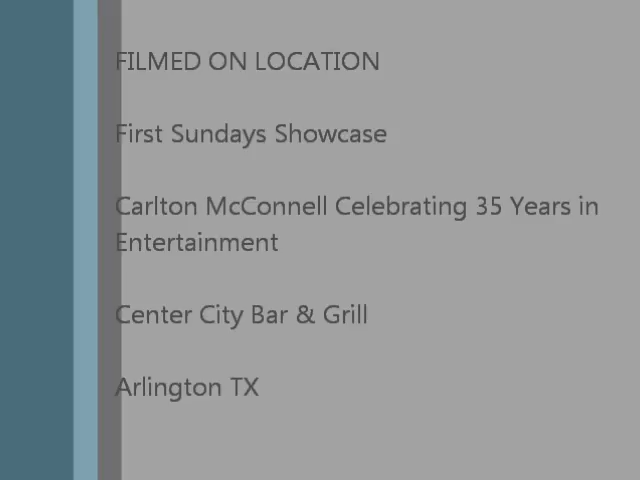 FILMED ON LOCATION
First Sundays Showcase
Carlton McConnell Celebrating 35 Years in
Entertainment
Center City Bar & Grill
Arlington TX